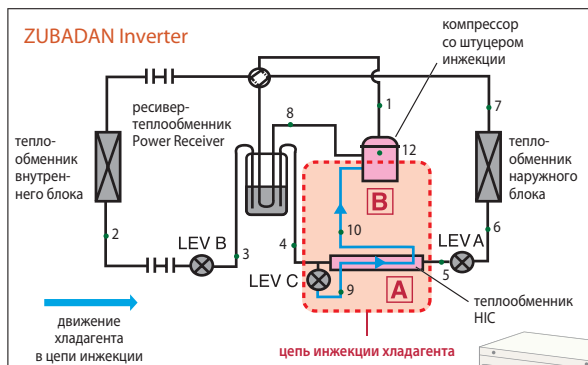 ZUBADAN Inverter
компрессор
со штуцером
инжекции
ресивер-
теплообменник
Power Receiver
8
1
7
12
тепло-
обменник
внутрен-
него блока
тепло-
обменник
наружного
блока
B
2
10
6
LEV B
3
4
LEV A
5
LEV C
9
A
теплообменник
HIC
движение
хладагента
в цепи инжекции
цепь инжекции хладагента